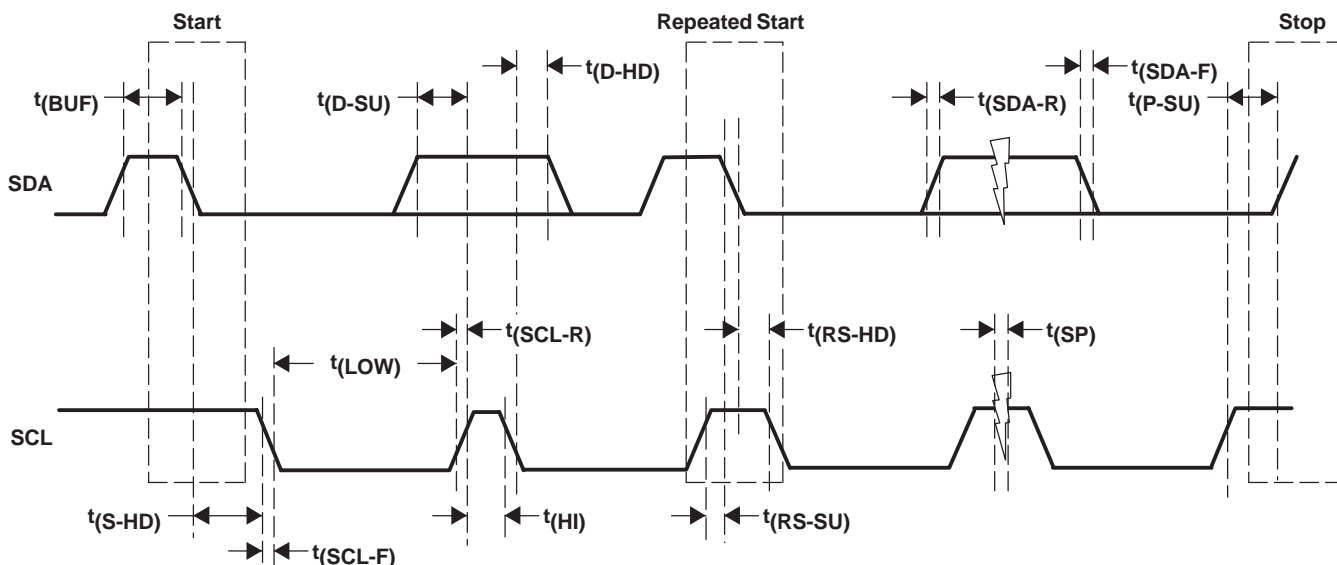 Start
Repeated Start
Stop
t(BUF)
t(D-SU)
t(D-HD)
t(SDA-R)
t(SDA-F)
t(P-SU)
SDA
t(LOW)
t(SCL-R)
t(RS-HD)
t(SP)
SCL
t(S-HD)
t(SCL-F)
t(HI)
t(RS-SU)